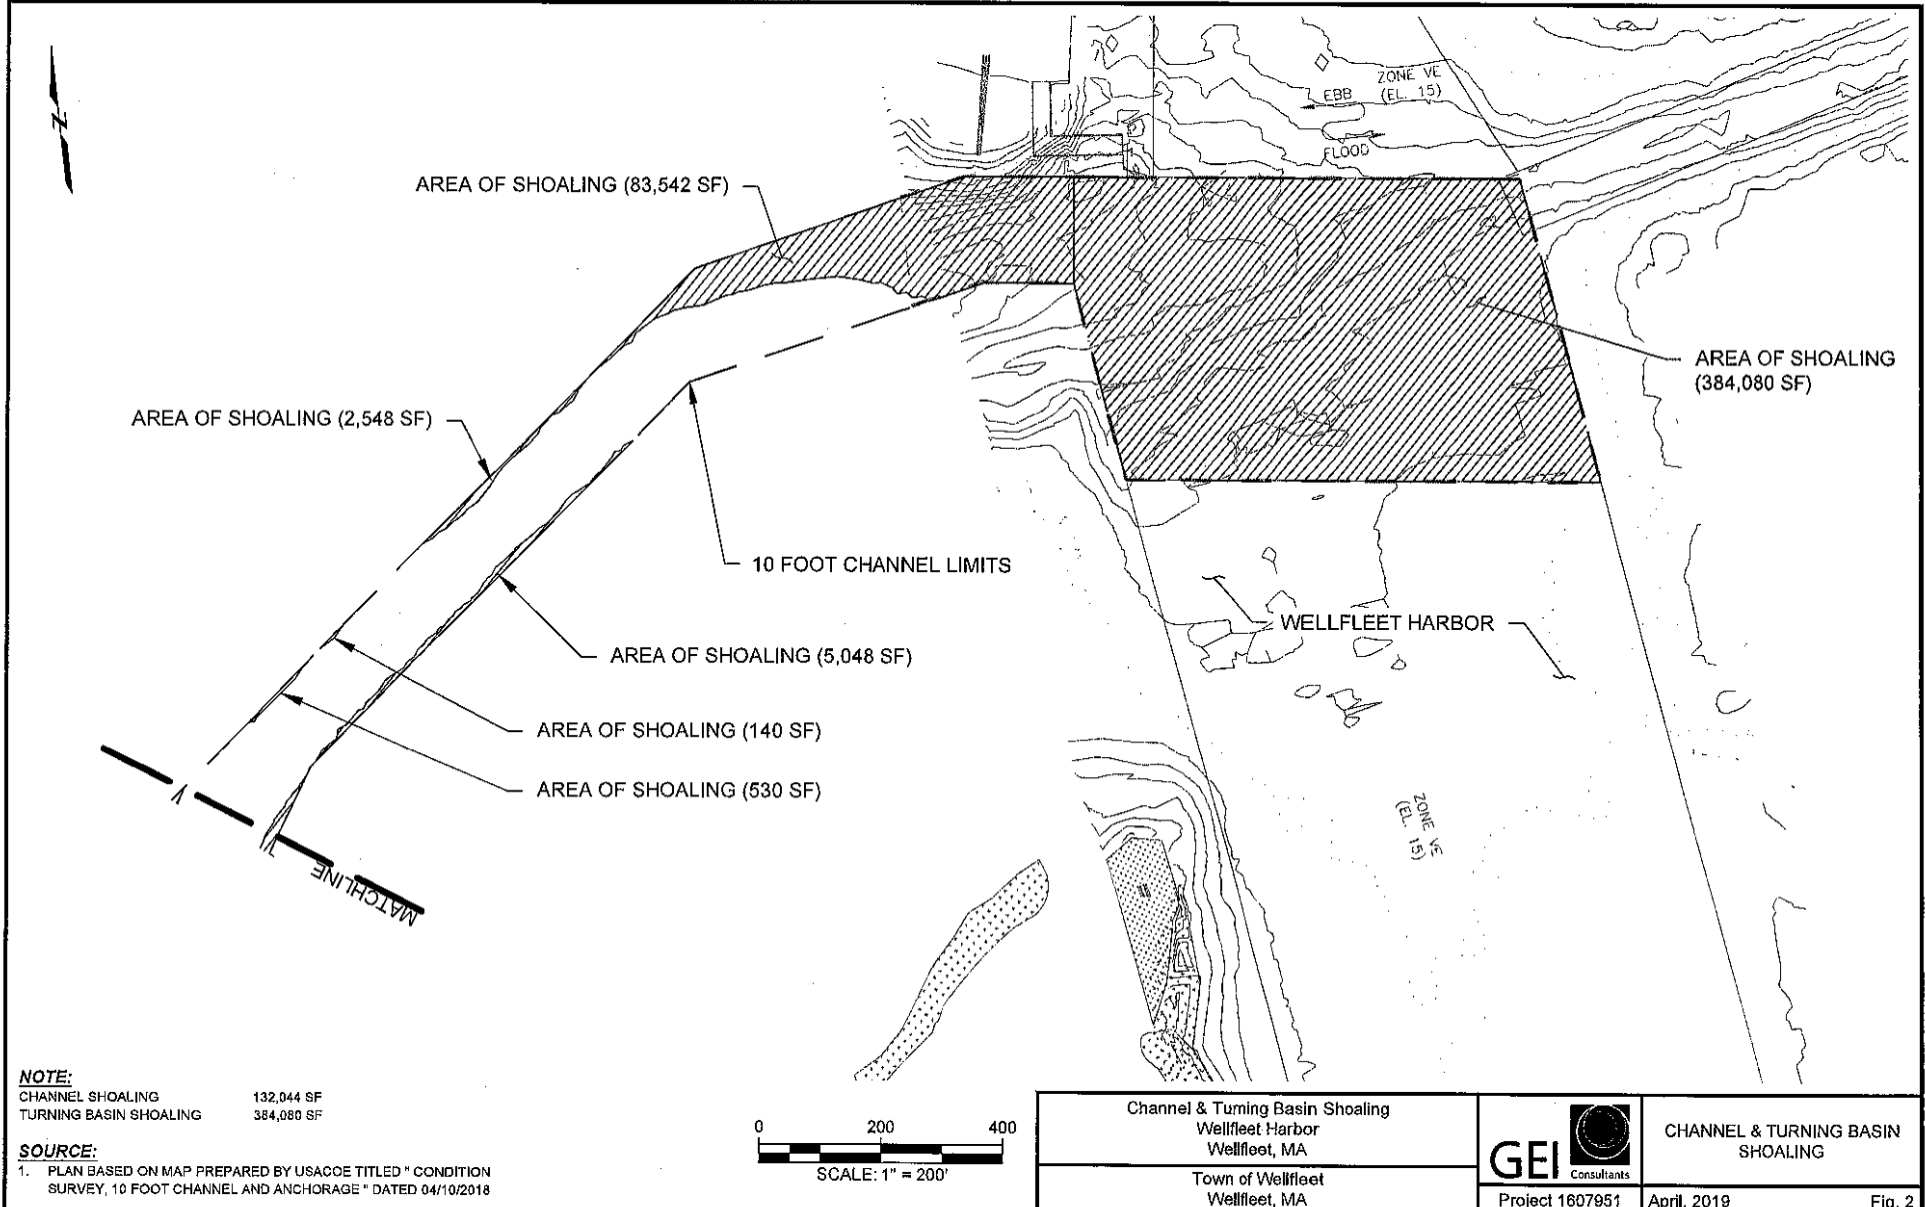 Z
ZONE VE
(EL. 15)
EBB
FLOOD
AREA OF SHOALING (83,542 SF)
AREA OF SHOALING
(384,080 SF)
AREA OF SHOALING (2,548 SF)
10 FOOT CHANNEL LIMITS
WELLFLEET HARBOR
AREA OF SHOALING (5,048 SF)
AREA OF SHOALING (140 SF)
AREA OF SHOALING (530 SF)
ZONE VE
(EL. 15)
MATCHLINE
NOTE:
CHANNEL SHOALING 132,044 SF
TURNING BASIN SHOALING 384,080 SF
SOURCE:
1. PLAN BASED ON MAP PREPARED BY USACOE TITLED " CONDITION
SURVEY, 10 FOOT CHANNEL AND ANCHORAGE " DATED 04/10/2018
0 200 400
SCALE: 1" = 200'
Channel & Turning Basin Shoaling
Wellfleet Harbor
Wellfleet, MA
Town of Wellfleet
Wellfleet, MA
GEI
Consultants
Project 1607951
CHANNEL & TURNING BASIN
SHOALING
April, 2019 Fig. 2